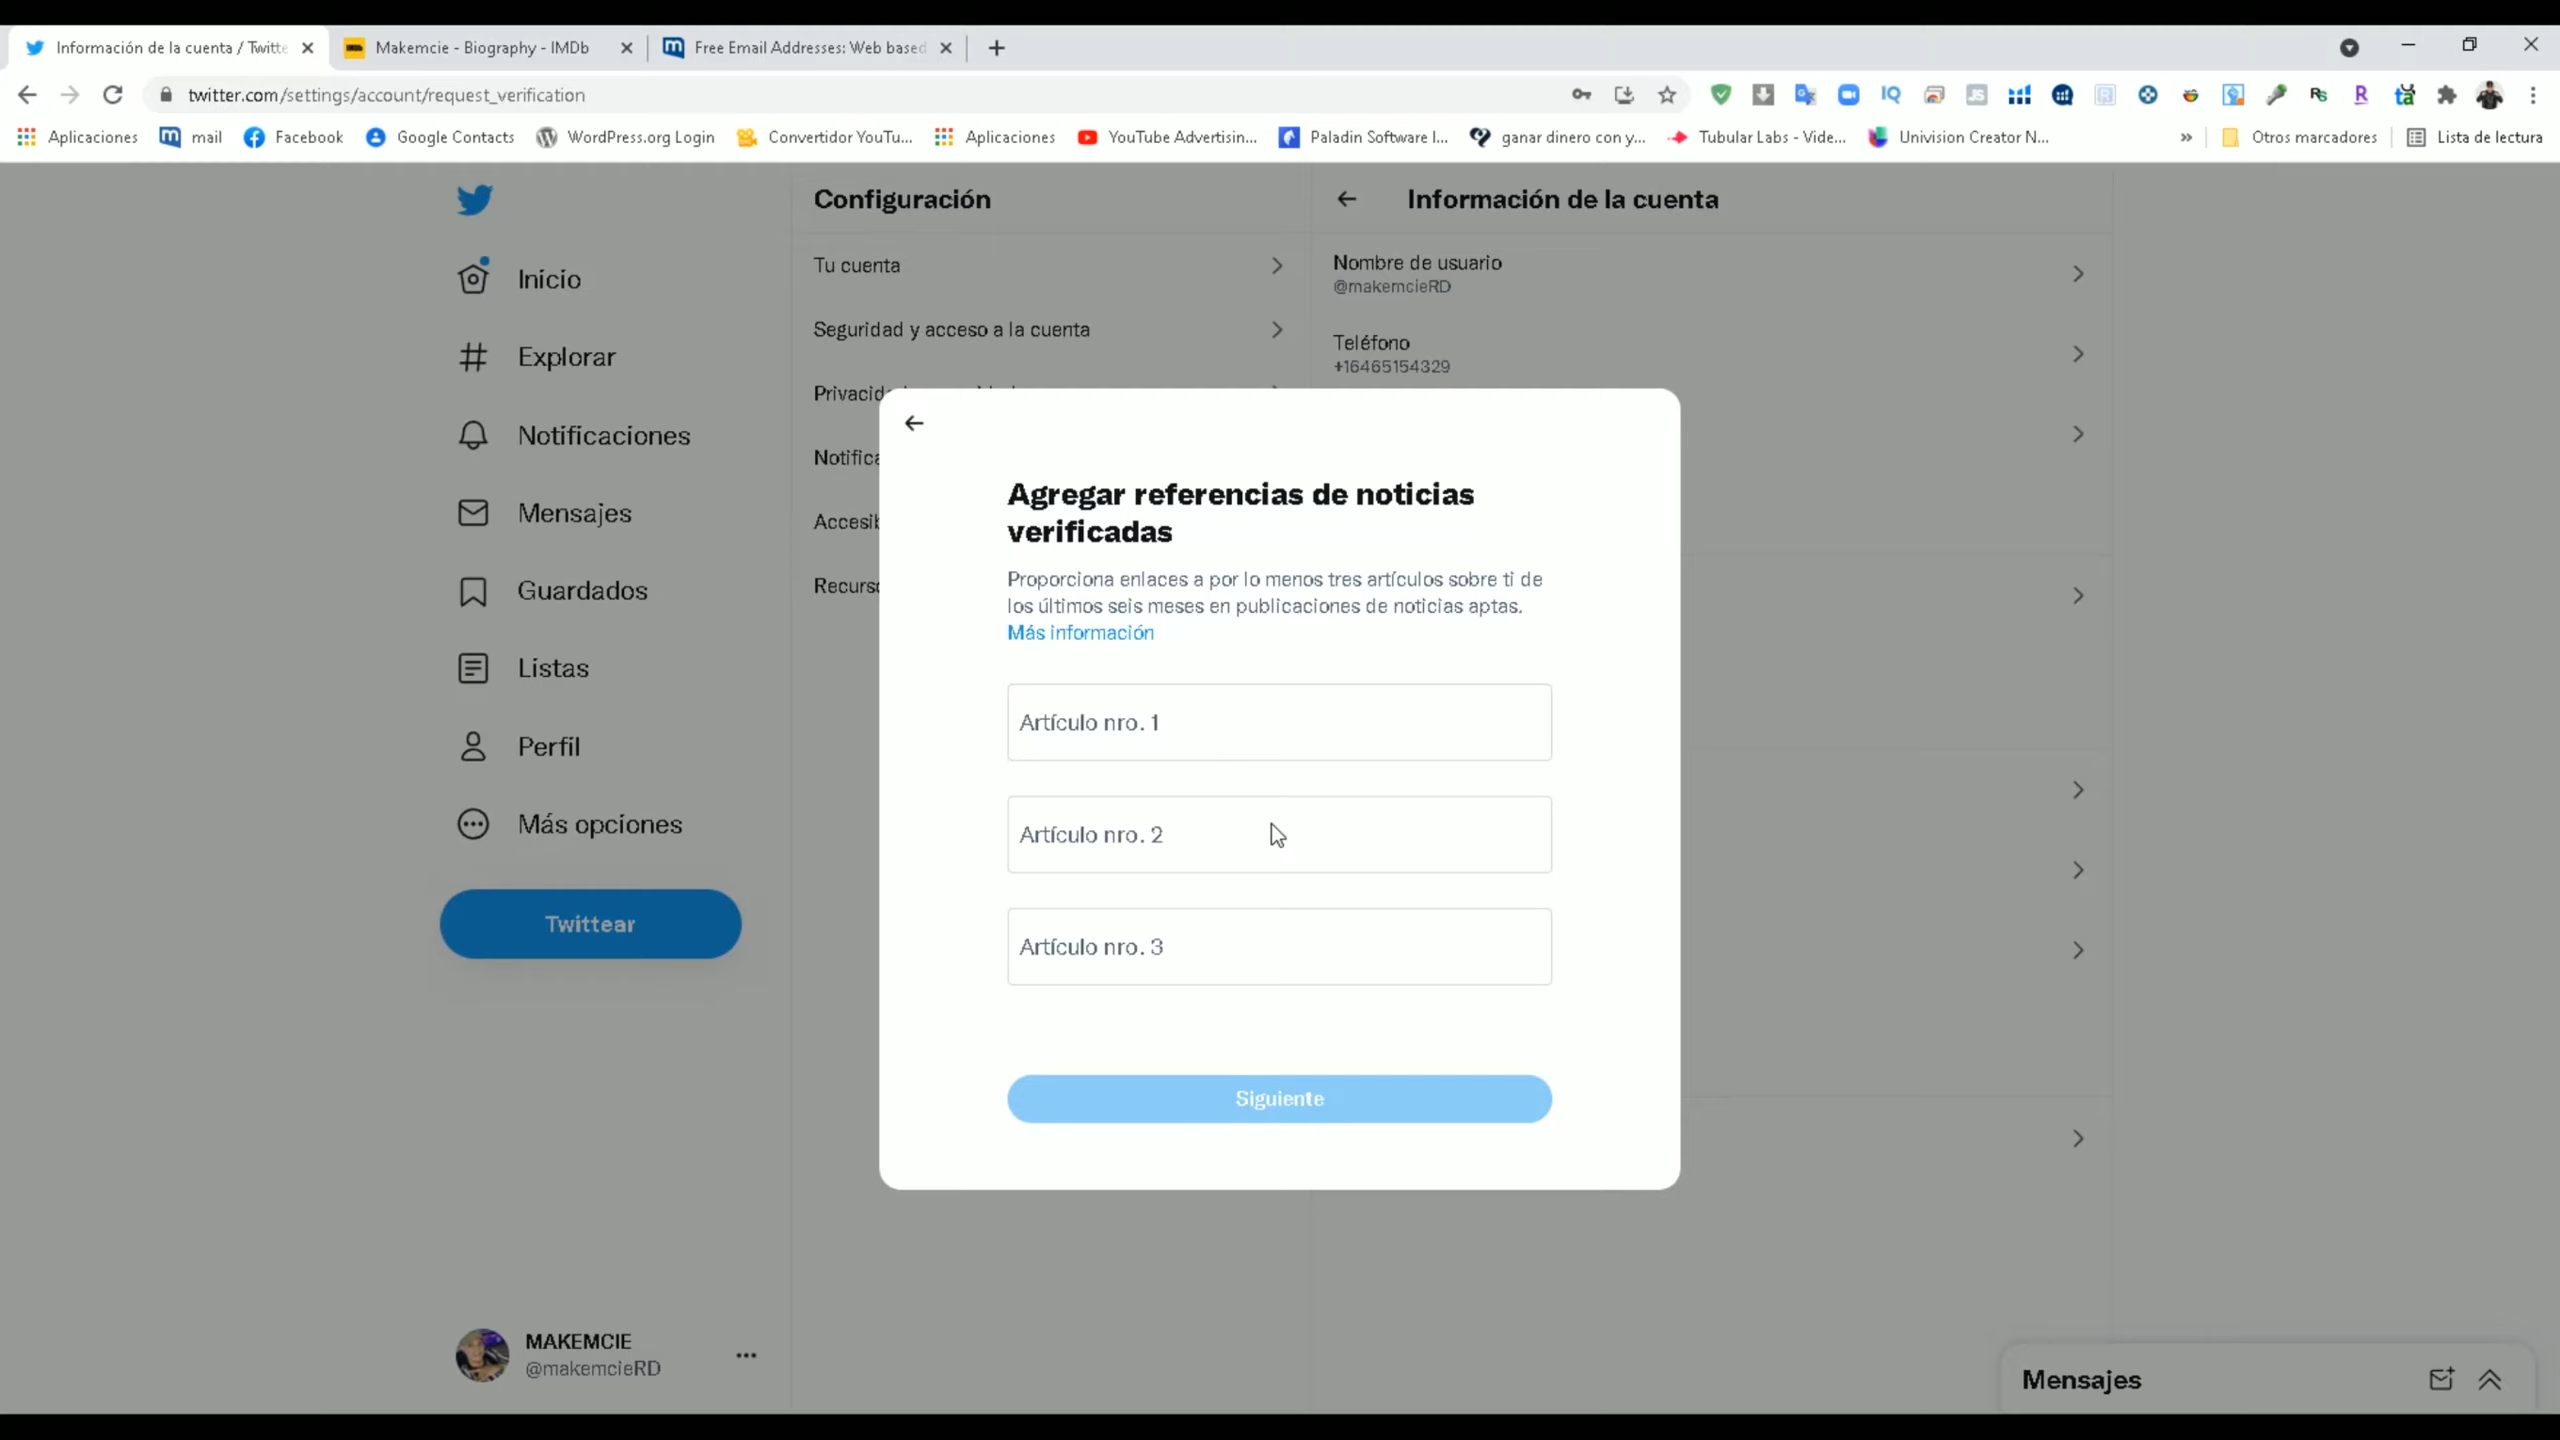 Información de la cuenta / Twitte
Makemcie - Biography - IMDb
Free Email Addresses: Web based
twitter.com/settings/account/request_verification
Aplicaciones
mail
Facebook
Google Contacts
WordPress.org Login
Convertidor YouTu...
Aplicaciones
YouTube Advertisin...
Paladin Software I...
ganar dinero con y...
Tubular Labs - Vide...
Univision Creator N...
Otros marcadores
Lista de lectura
Inicio
Explorar
Notificaciones
Mensajes
Guardados
Listas
Perfil
Más opciones
Twittear
MAKEMCIE
@makemcieRD
Configuración
Tu cuenta
Seguridad y acceso a la cuenta
Privacid
Notifica
Accesib
Recurso
Información de la cuenta
Nombre de usuario
@makemcieRD
Teléfono
+16465154329
Agregar referencias de noticias
verificadas
Proporciona enlaces a por lo menos tres artículos sobre ti de
los últimos seis meses en publicaciones de noticias aptas.
Más información
Artículo nro. 1
Artículo nro. 2
Artículo nro. 3
Siguiente
Mensajes